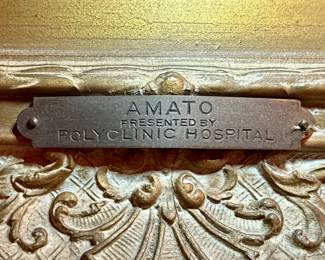 AMATO
PRESENTED BY
POLYCLINIC HOSPITAL